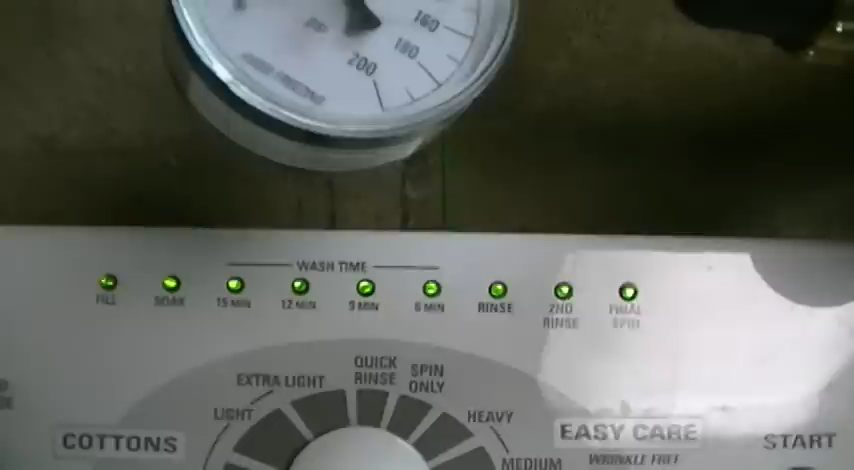 160
180
200
psi
WASH TIME
FILL SOAK 15 MIN 12 MIN 9 MIN 6 MIN RINSE 2ND RINSE FINAL SPIN
QUICK RINSE
SPIN ONLY
EXTRA LIGHT
LIGHT
HEAVY
MEDIUM
COTTONS
EASY CARE
WRINKLE FREE
START